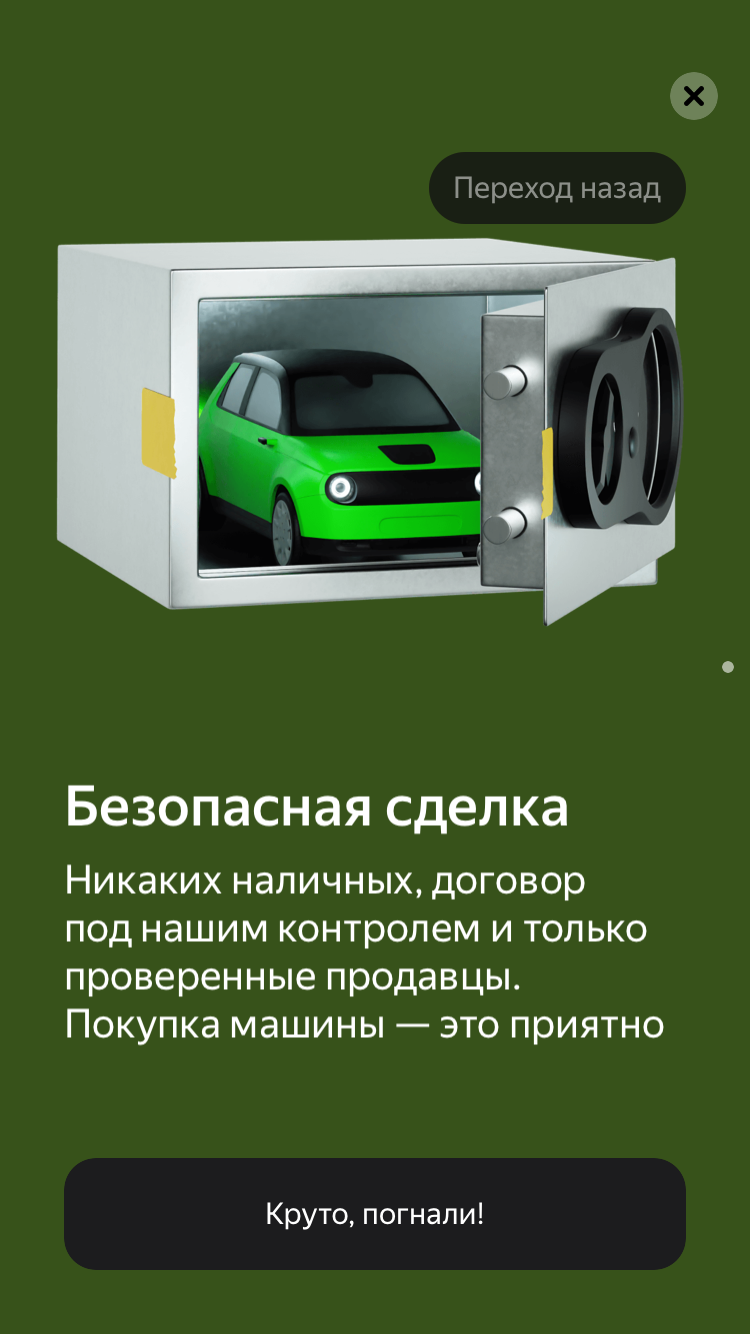 Переход назад
Безопасная сделка
Никаких наличных, договор
под нашим контролем и только
проверенные продавцы.
Покупка машины — это приятно
Круто, погнали!